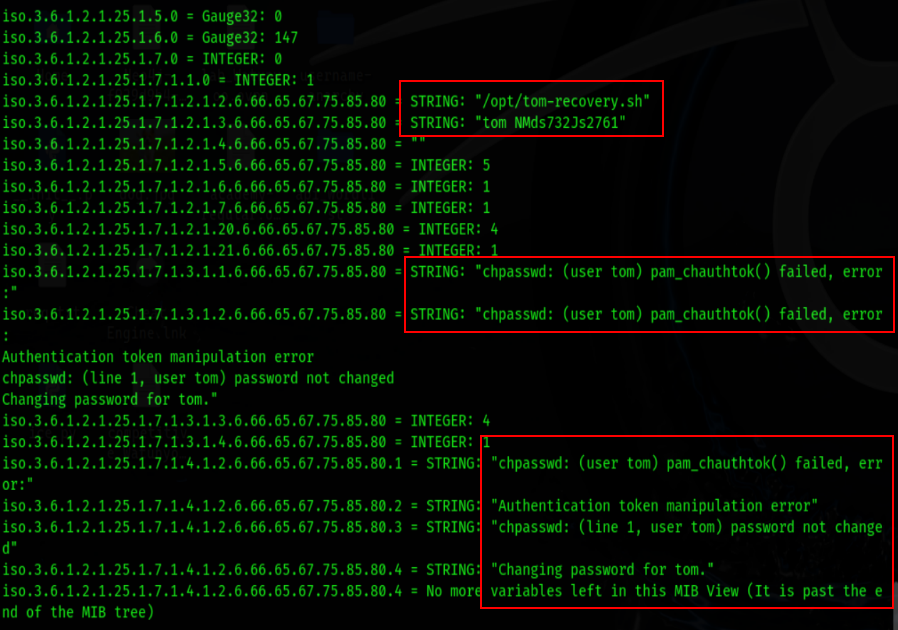 iso.3.6.1.2.1.25.1.5.0 = Gauge32: 0
iso.3.6.1.2.1.25.1.6.0 = Gauge32: 147
iso.3.6.1.2.1.25.1.7.0 = INTEGER: 0
iso.3.6.1.2.1.25.1.7.1.1.0 = INTEGER: 1
iso.3.6.1.2.1.25.1.7.1.2.1.2.6.66.65.67.75.85.80 = STRING: "/opt/tom-recovery.sh"
iso.3.6.1.2.1.25.1.7.1.2.1.3.6.66.65.67.75.85.80 = STRING: "tom NMds732Js2761"
iso.3.6.1.2.1.25.1.7.1.2.1.4.6.66.65.67.75.85.80 = ""
iso.3.6.1.2.1.25.1.7.1.2.1.5.6.66.65.67.75.85.80 = INTEGER: 5
iso.3.6.1.2.1.25.1.7.1.2.1.6.6.66.65.67.75.85.80 = INTEGER: 1
iso.3.6.1.2.1.25.1.7.1.2.1.7.6.66.65.67.75.85.80 = INTEGER: 1
iso.3.6.1.2.1.25.1.7.1.2.1.20.6.66.65.67.75.85.80 = INTEGER: 4
iso.3.6.1.2.1.25.1.7.1.2.1.21.6.66.65.67.75.85.80 = INTEGER: 1
iso.3.6.1.2.1.25.1.7.1.3.1.1.6.66.65.67.75.85.80 = STRING: "chpasswd: (user tom) pam_chauthtok() failed, error
:"
iso.3.6.1.2.1.25.1.7.1.3.1.2.6.66.65.67.75.85.80 = STRING: "chpasswd: (user tom) pam_chauthtok() failed, error
:
Engine.lnk
Authentication token manipulation error
chpasswd: (line 1, user tom) password not changed
Changing password for tom."
iso.3.6.1.2.1.25.1.7.1.3.1.3.6.66.65.67.75.85.80 = INTEGER: 4
iso.3.6.1.2.1.25.1.7.1.3.1.4.6.66.65.67.75.85.80 = INTEGER: 1
iso.3.6.1.2.1.25.1.7.1.4.1.2.6.66.65.67.75.85.80.1 = STRING: "chpasswd: (user tom) pam_chauthtok() failed, err
or:"
iso.3.6.1.2.1.25.1.7.1.4.1.2.6.66.65.67.75.85.80.2 = STRING: "Authentication token manipulation error"
iso.3.6.1.2.1.25.1.7.1.4.1.2.6.66.65.67.75.85.80.3 = STRING: "chpasswd: (line 1, user tom) password not change
d"
iso.3.6.1.2.1.25.1.7.1.4.1.2.6.66.65.67.75.85.80.4 = STRING: "Changing password for tom."
iso.3.6.1.2.1.25.1.7.1.4.1.2.6.66.65.67.75.85.80.4 = No more variables left in this MIB View (It is past the e
nd of the MIB tree)